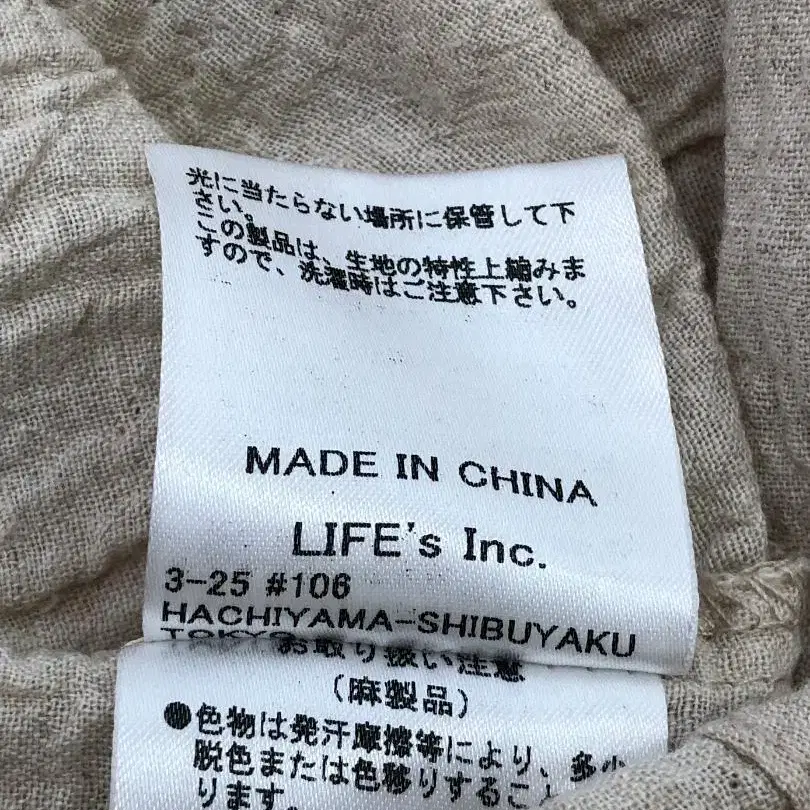 光に当たらない場所に保管して下
さい。
この製品は、生地の特性上縮みま
すので、洗濯時はご注意下さい。
MADE IN CHINA
LIFE's Inc.
3-25 #106
HACHIYAMA-SHIBUYAKU
TOKYO
お取り扱い注意
(麻製品)
●色物は発汗摩擦等により、多少
脱色または色移りすること
ります。